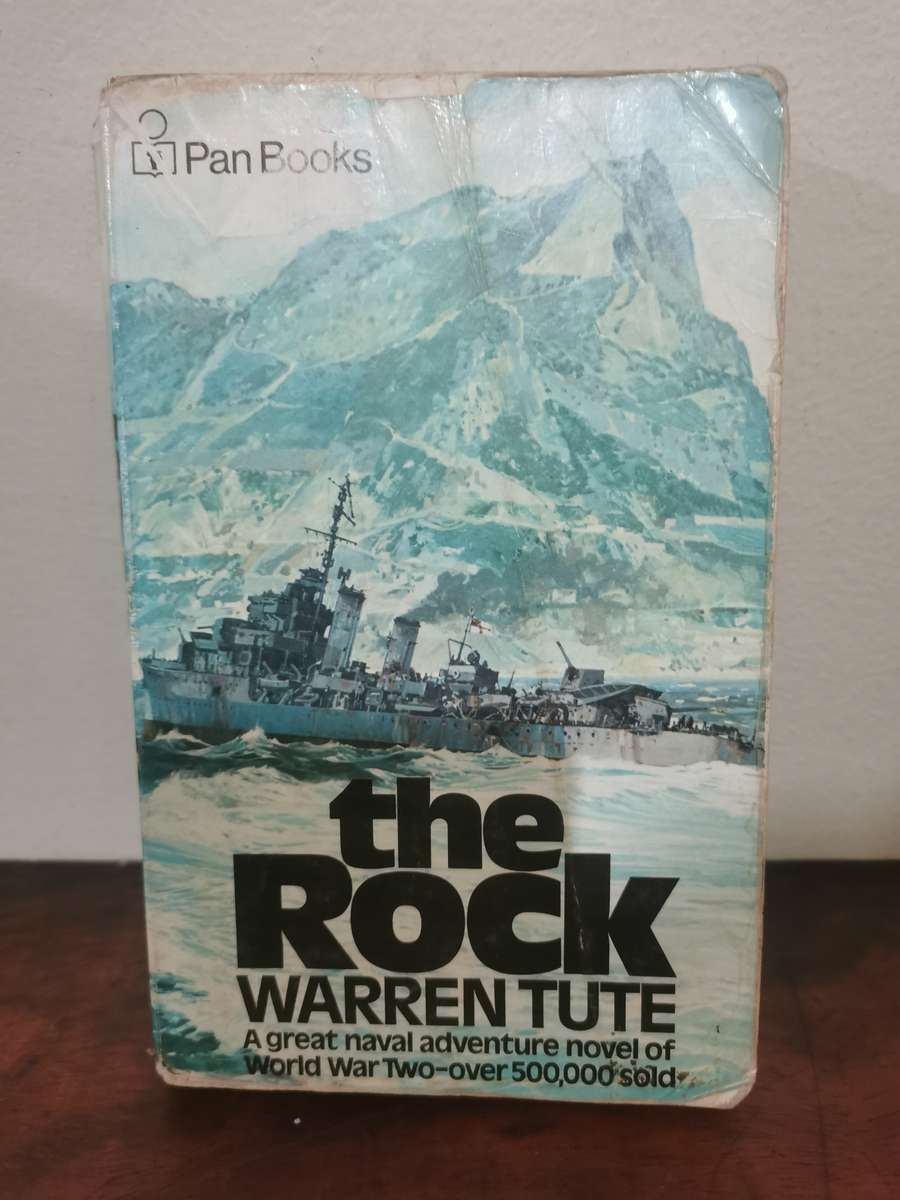 Pan Books
the
Rock
WARREN TUTE
A great naval adventure novel of
World War Two-over 500,000 sold